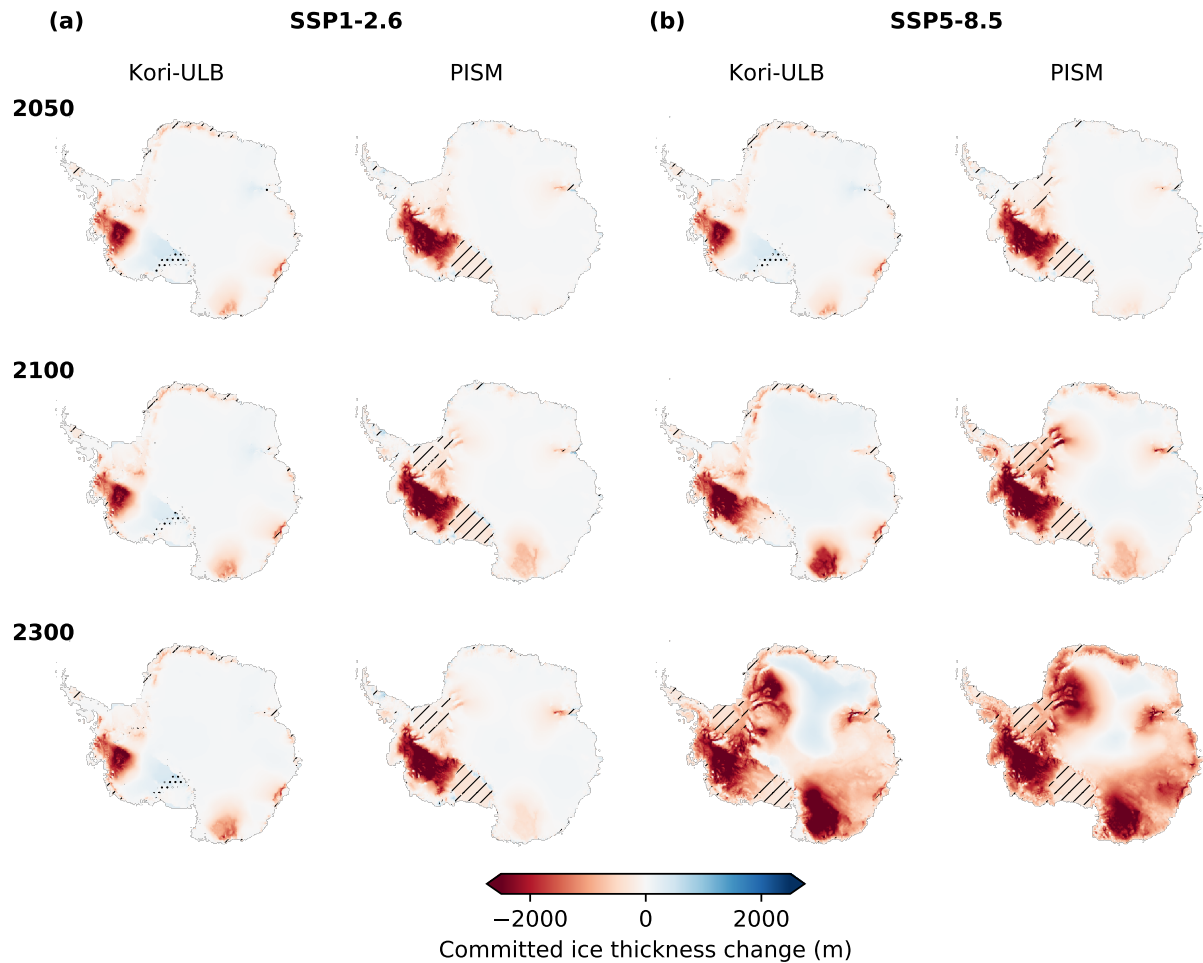 (a) SSP1-2.6 (b) SSP5-8.5
Kori-ULB PISM Kori-ULB PISM
2050
2100
2300
−2000 0 2000
Committed ice thickness change (m)